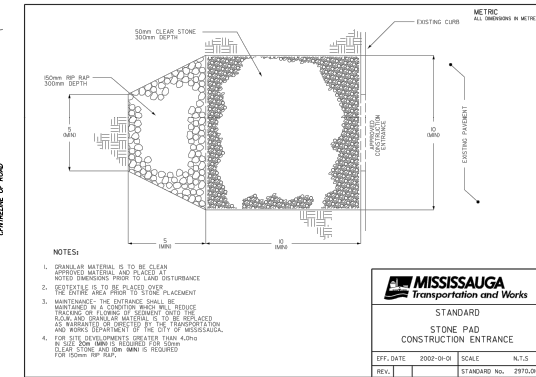 METRIC
ALL DIMENSIONS IN METRE
EXISTING CURB
50mm CLEAR STONE
300mm DEPTH
150mm RIP RAP
300mm DEPTH
5
(MIN)
APPROVED
CONSTRUCTION
ENTRANCE
10
(MIN)
EXISTING PAVEMENT
CENTRELINE OF ROAD
5
(MIN)
10
(MIN)
NOTES:
1. GRANULAR MATERIAL IS TO BE CLEAN
APPROVED MATERIAL AND PLACED AT
NOTED DIMENSIONS PRIOR TO LAND DISTURBANCE
2. GEOTEXTILE IS TO BE PLACED OVER
THE ENTIRE AREA PRIOR TO STONE PLACEMENT
3. MAINTENANCE- THE ENTRANCE SHALL BE
MAINTAINED IN A CONDITION WHICH WILL REDUCE
TRACKING OR FLOWING OF SEDIMENT ONTO THE
R.O.W. AND GRANULAR MATERIAL IS TO BE REPLACED
AS WARRANTED OR DIRECTED BY THE TRANSPORTATION
AND WORKS DEPARTMENT OF THE CITY OF MISSISSAUGA.
4. FOR SITE DEVELOPMENTS GREATER THAN 4.0ha
IN SIZE 20m (MIN) IS REQUIRED FOR 50mm
CLEAR STONE AND 10m (MIN) IS REQUIRED
FOR 150mm RIP RAP.
MISSISSAUGA
Transportation and Works
STANDARD
STONE PAD
CONSTRUCTION ENTRANCE
EFF. DATE 2002-01-01 SCALE N.T.S
REV. STANDARD No. 2970.01